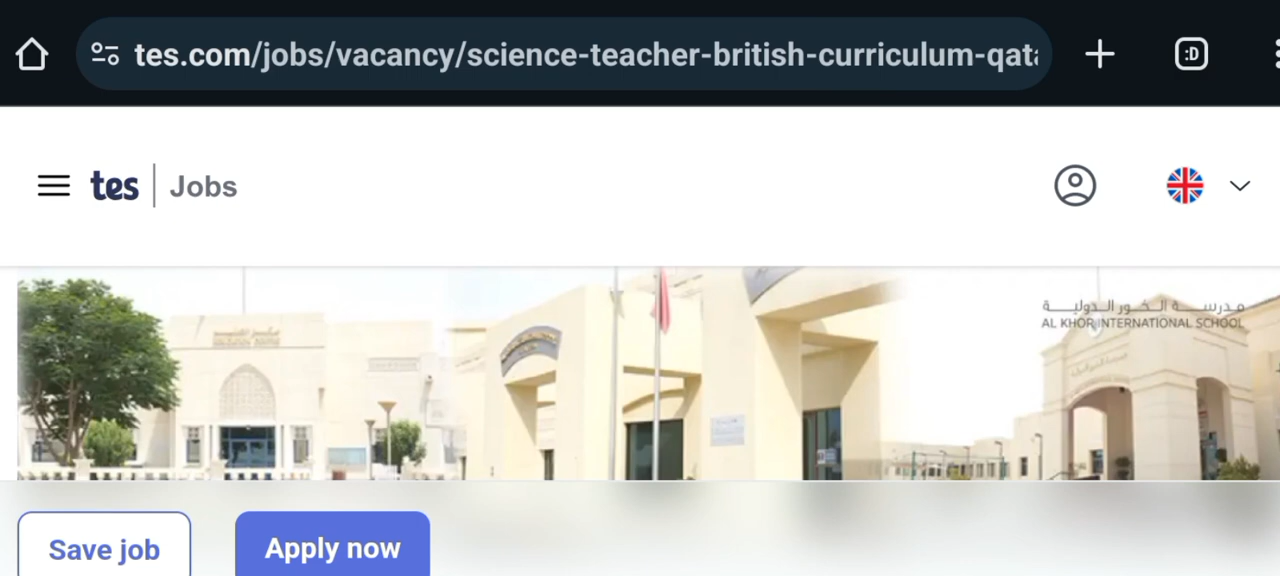 tes.com/jobs/vacancy/science-teacher-british-curriculum-qat
:D
tes | Jobs
مدرسة الخور الدولية
AL KHOR INTERNATIONAL SCHOOL
Save job
Apply now